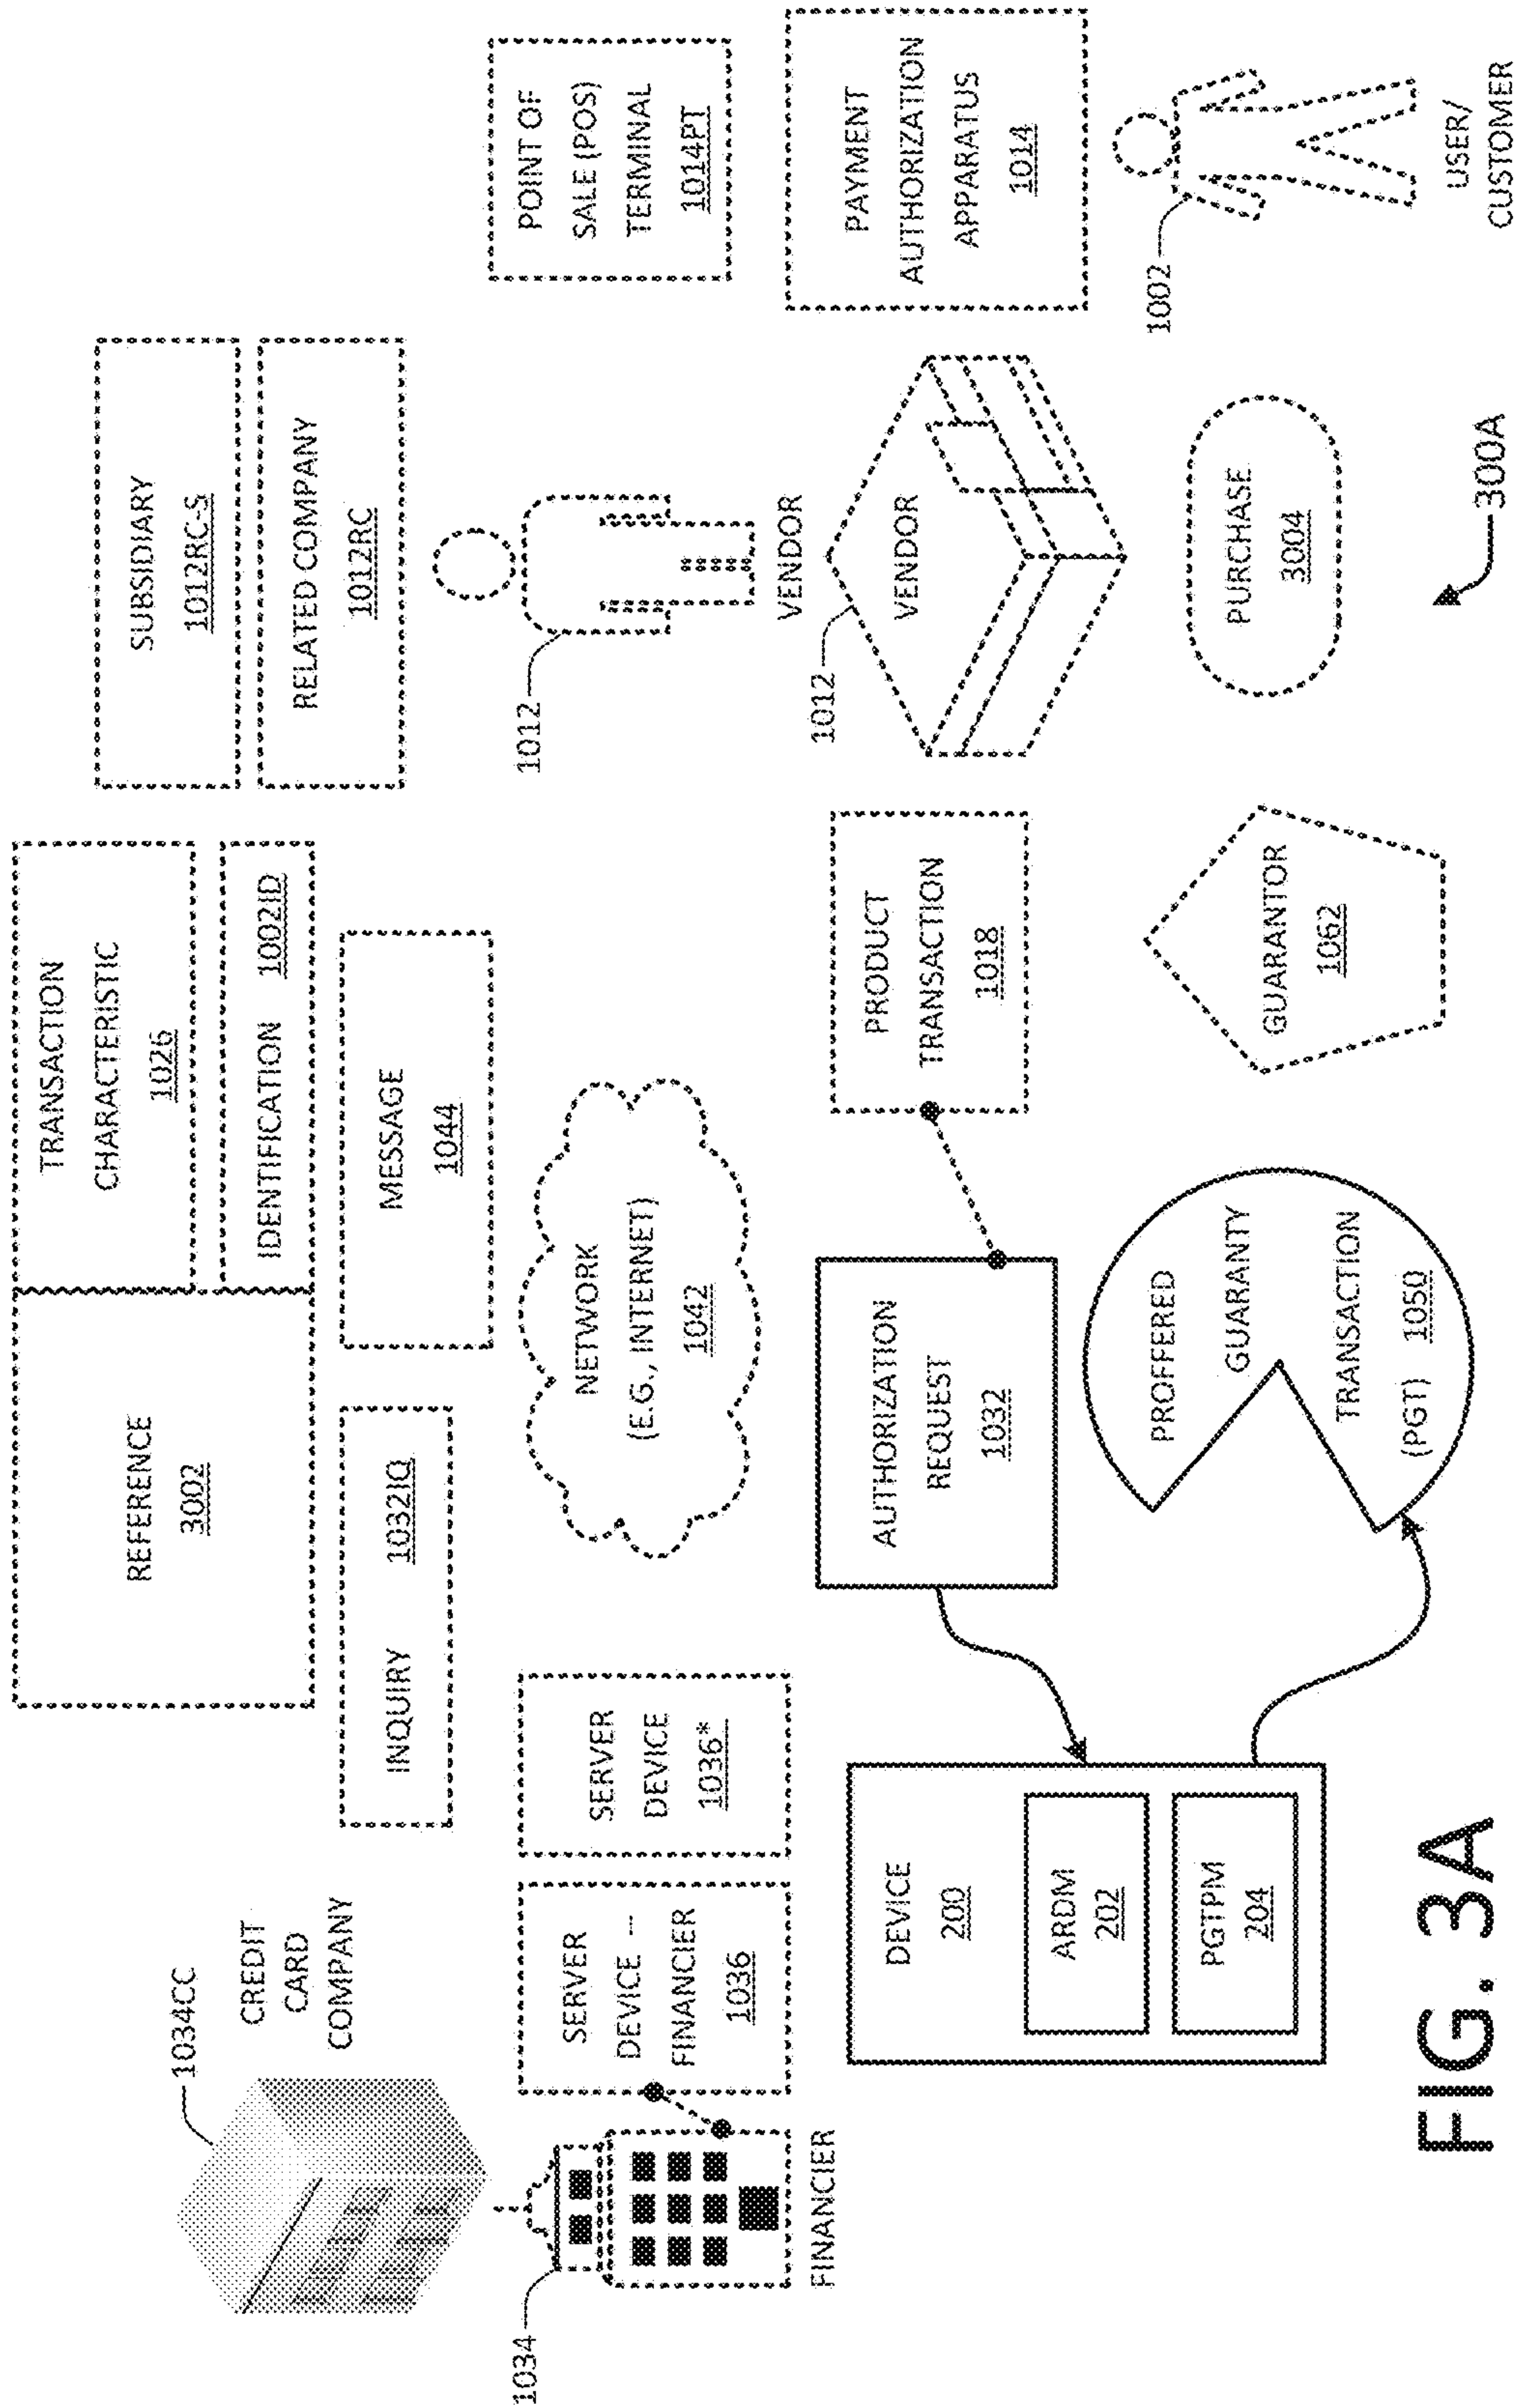 1034CC
CREDIT
CARD
COMPANY
REFERENCE
3002
TRANSACTION
CHARACTERISTIC
1026
IDENTIFICATION 1002ID
SUBSIDIARY
1012RC-S
RELATED COMPANY
1012RC
INQUIRY 1032IQ
MESSAGE
1044
1034
FINANCIER
SERVER
DEVICE –
FINANCIER
1036
SERVER
DEVICE
1036*
NETWORK
(E.G., INTERNET)
1042
1012
VENDOR
POINT OF
SALE (POS)
TERMINAL
1014PT
DEVICE
200
ARDM
202
PGTPM
204
AUTHORIZATION
REQUEST
1032
PRODUCT
TRANSACTION
1018
1012
VENDOR
PAYMENT
AUTHORIZATION
APPARATUS
1014
PROFFERED
GUARANTY
TRANSACTION
(PGT) 1050
GUARANTOR
1062
PURCHASE
3004
1002
USER/
CUSTOMER
300A
FIG. 3A